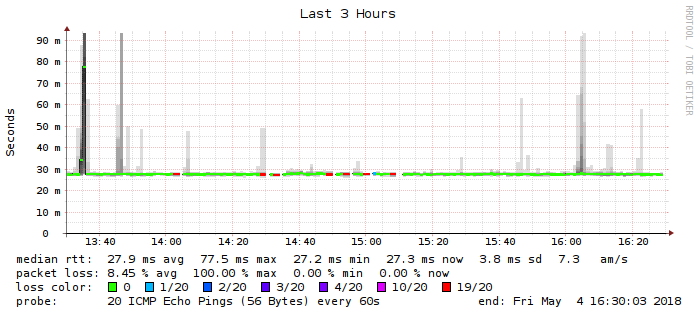 Last 3 Hours
RRDTOOL / TOBI OETIKER
Seconds
90 m
80 m
70 m
60 m
50 m
40 m
30 m
20 m
10 m
0
13:40 14:00 14:20 14:40 15:00 15:20 15:40 16:00 16:20
median rtt: 27.9 ms avg 77.5 ms max 27.2 ms min 27.3 ms now 3.8 ms sd 7.3 am/s
packet loss: 8.45 % avg 100.00 % max 0.00 % min 0.00 % now
loss color: 0 1/20 2/20 3/20 4/20 10/20 19/20
probe: 20 ICMP Echo Pings (56 Bytes) every 60s end: Fri May 4 16:30:03 2018